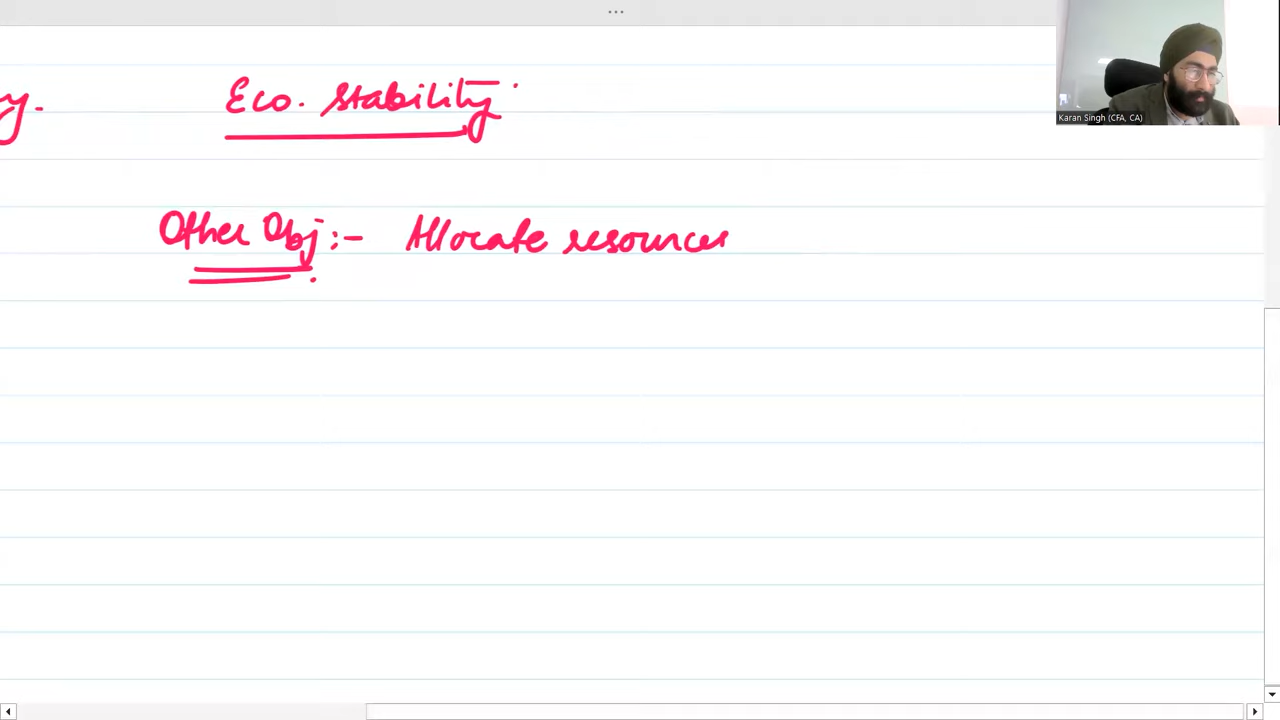 Karan Singh (CFA, CA)
y. Eco. Stability
Other Obj:- Allocate resources